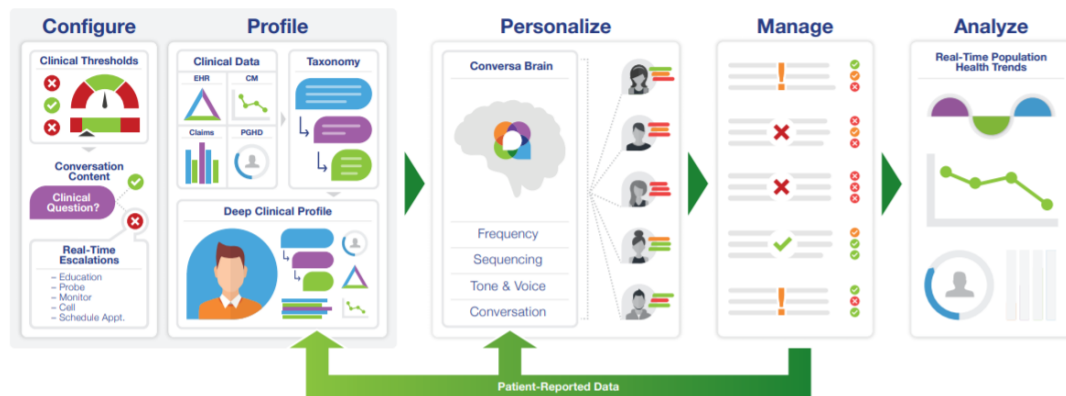 Configure
Profile
Personalize
Manage
Analyze
Clinical Thresholds
Conversation
Content
Clinical
Question?
Real-Time
Escalations
– Education
– Probe
– Monitor
– Cell
– Schedule Appt.
Clinical Data
EHR
CM
Claims
PGHD
Taxonomy
Deep Clinical Profile
Conversa Brain
Frequency
Sequencing
Tone & Voice
Conversation
Real-Time Population
Health Trends
Patient-Reported Data